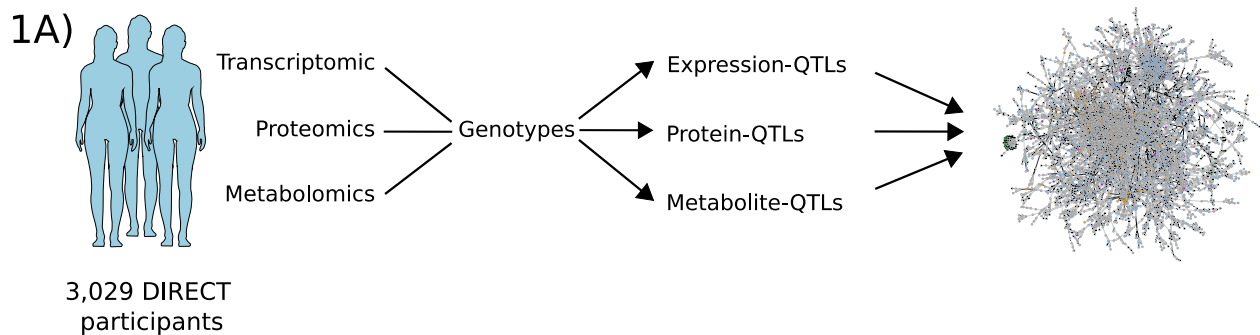 1A)
Transcriptomic
Expression-QTLs
Proteomics
Genotypes
Protein-QTLs
Metabolomics
Metabolite-QTLs
3,029 DIRECT
participants